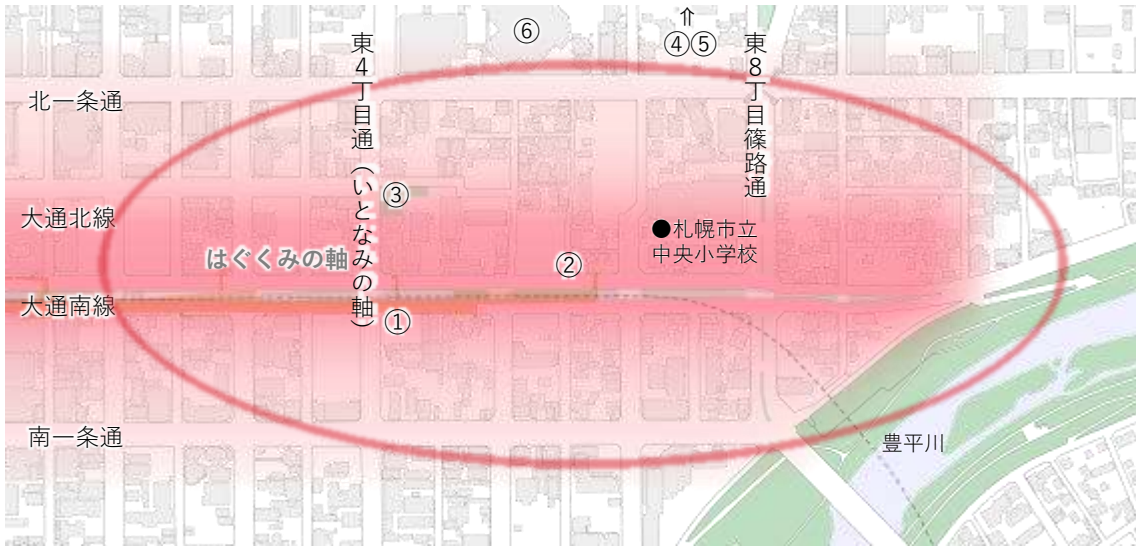 ⑥
⇑
④⑤
東4丁目通(いとなみの軸)
東8丁目篠路通
北一条通
③
大通北線
●札幌市立
中央小学校
はぐくみの軸
②
大通南線
①
南一条通
豊平川